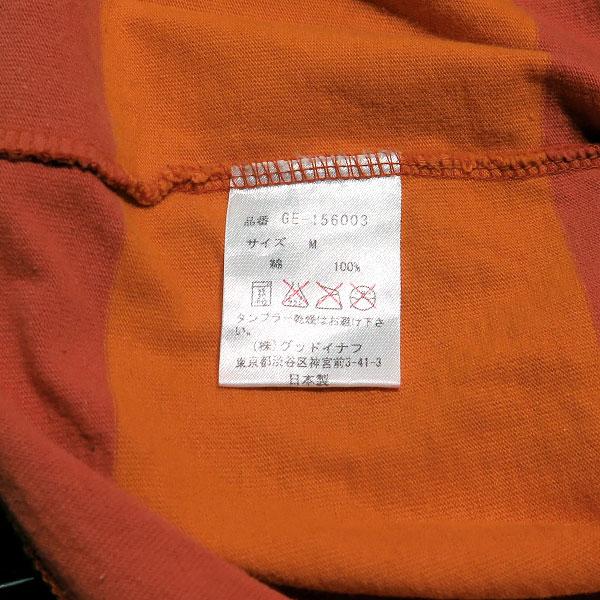 品番 GE-156003
サイズ M
綿 100%
タンブラー乾燥はお避け下さ
い。
(株) グッドイナフ
東京都渋谷区神宮前3-41-3
日本製